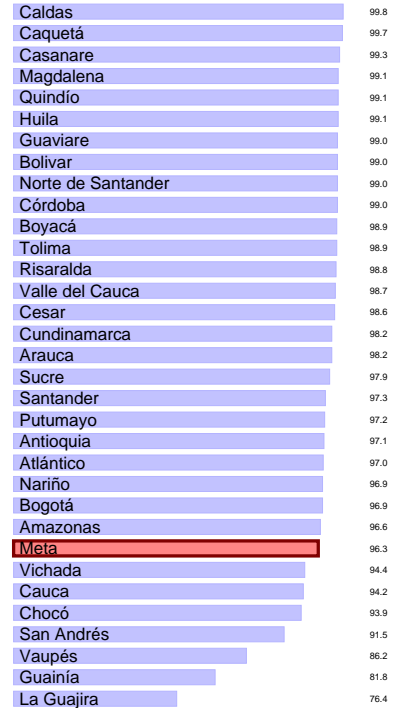 Caldas 99.8
Caquetá 99.7
Casanare 99.3
Magdalena 99.1
Quindío 99.1
Huila 99.1
Guaviare 99.0
Bolivar 99.0
Norte de Santander 99.0
Córdoba 99.0
Boyacá 98.9
Tolima 98.9
Risaralda 98.8
Valle del Cauca 98.7
Cesar 98.6
Cundinamarca 98.2
Arauca 98.2
Sucre 97.9
Santander 97.3
Putumayo 97.2
Antioquia 97.1
Atlántico 97.0
Nariño 96.9
Bogotá 96.9
Amazonas 96.6
Meta 96.3
Vichada 94.4
Cauca 94.2
Chocó 93.9
San Andrés 91.5
Vaupés 86.2
Guainía 81.8
La Guajira 76.4